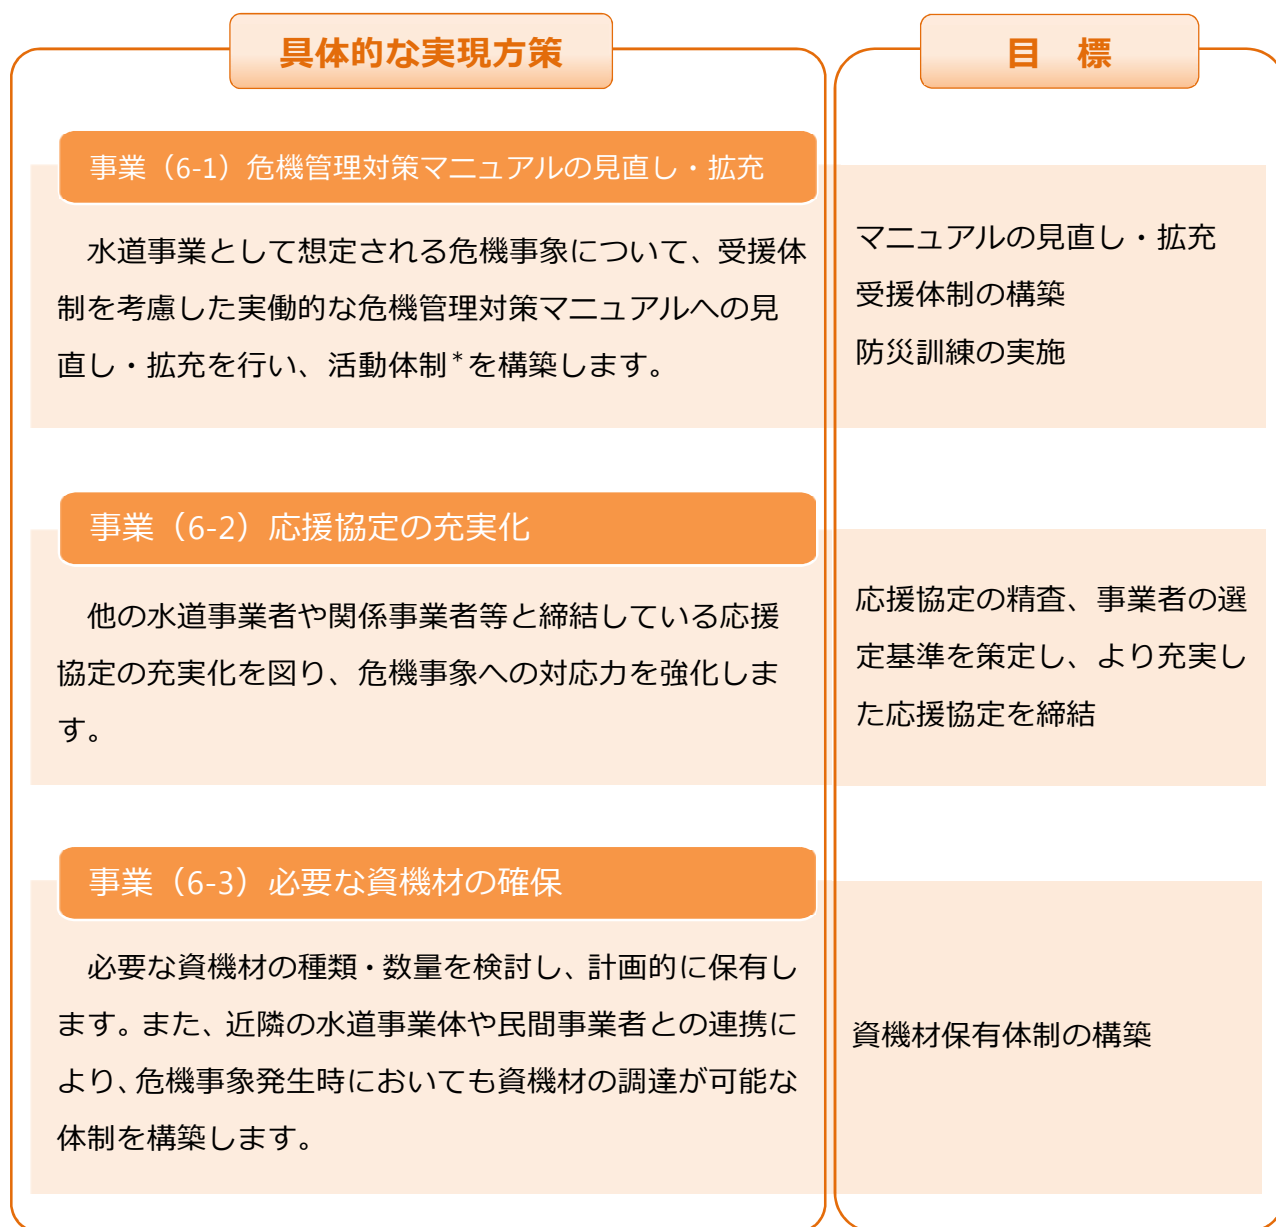 具体的な実現方策
目 標
事業（6-1）危機管理対策マニュアルの見直し・拡充
水道事業として想定される危機事象について、受援体
制を考慮した実働的な危機管理対策マニュアルへの見
直し・拡充を行い、活動体制*を構築します。
マニュアルの見直し・拡充
受援体制の構築
防災訓練の実施
事業（6-2）応援協定の充実化
他の水道事業者や関係事業者等と締結している応援
協定の充実化を図り、危機事象への対応力を強化しま
す。
応援協定の精査、事業者の選
定基準を策定し、より充実し
た応援協定を締結
事業（6-3）必要な資機材の確保
必要な資機材の種類・数量を検討し、計画的に保有し
ます。また、近隣の水道事業体や民間事業者との連携に
より、危機事象発生時においても資機材の調達が可能な
体制を構築します。
資機材保有体制の構築